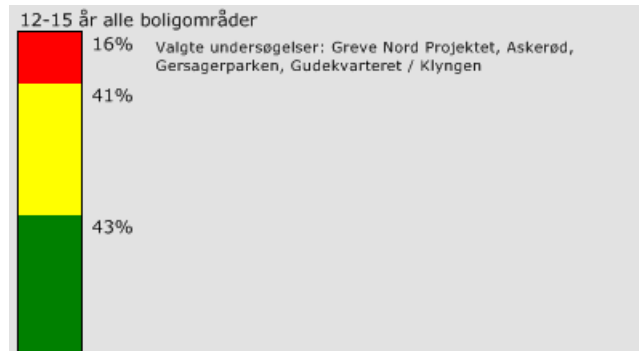 12-15 år alle boligområder
16% Valgte undersøgelser: Greve Nord Projektet, Askerød,
Gersagerparken, Gudekvarteret / Klyngen
41%
43%